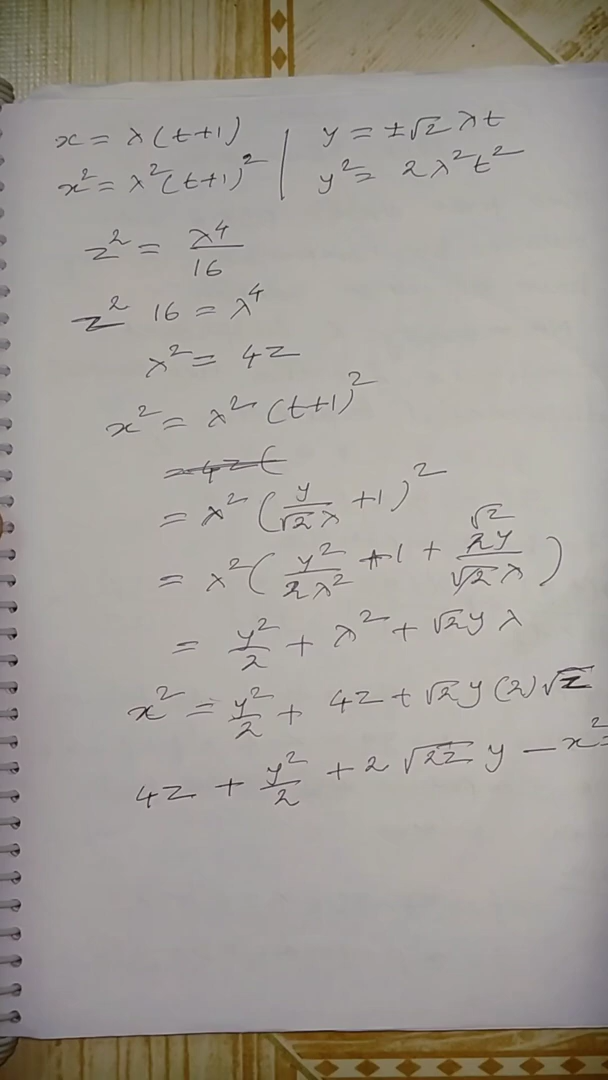 x = λ(t+1) | y = ±√2 λt
x² = λ²(t+1)² | y² = 2λ²t²
z² = λ⁴/16
z² 16 = λ⁴
λ² = 4z
x² = λ²(t+1)²
= 4z(
= λ² (y/√2λ + 1)²
= λ² (y²/2λ² + 1 + √2 2y/√2λ)
= y²/2 + λ² + √2yλ
x² = y²/2 + 4z + √2y(2)√z
4z + y²/2 + 2√2z y − x² =